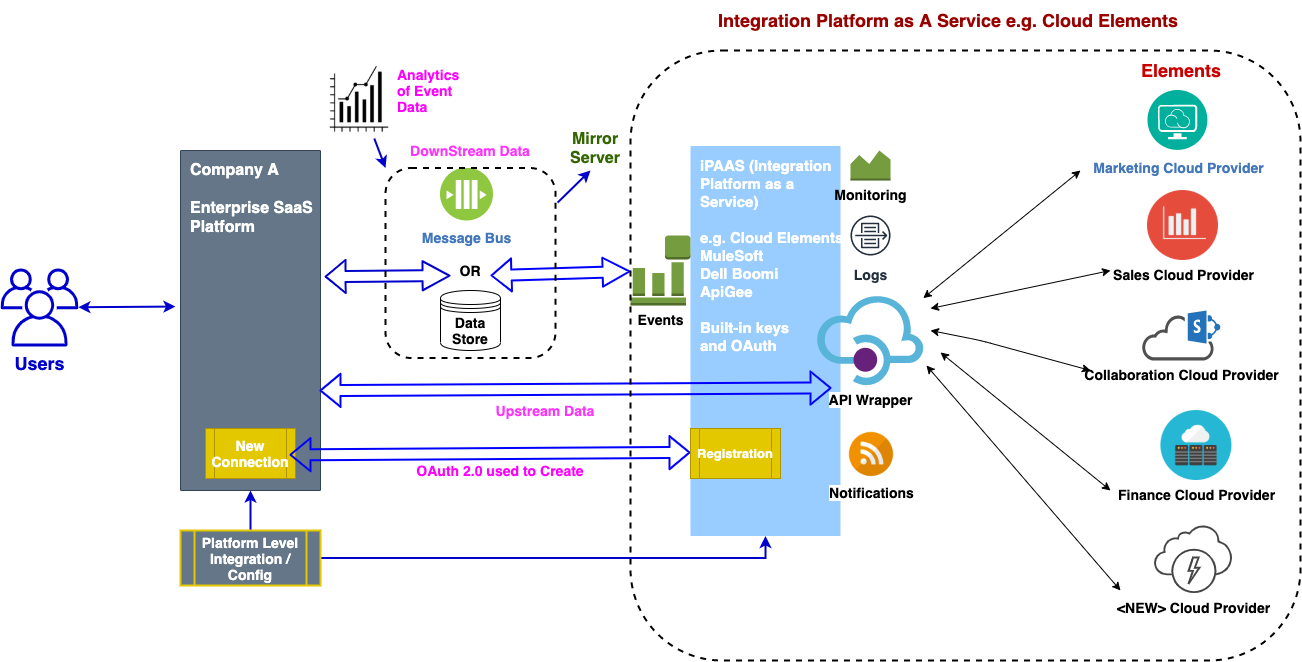 Integration Platform as A Service e.g. Cloud Elements
Elements
Analytics
of Event
Data
DownStream Data
Mirror
Server
Company A
Enterprise SaaS
Platform
Message Bus
OR
Data
Store
Users
iPAAS (Integration
Platform as a
Service)
e.g. Cloud Elements
MuleSoft
Dell Boomi
ApiGee
Built-in keys
and OAuth
Events
Monitoring
Logs
API Wrapper
Notifications
Upstream Data
New
Connection
OAuth 2.0 used to Create
Registration
Platform Level
Integration /
Config
Marketing Cloud Provider
Sales Cloud Provider
S
Collaboration Cloud Provider
Finance Cloud Provider
<NEW> Cloud Provider